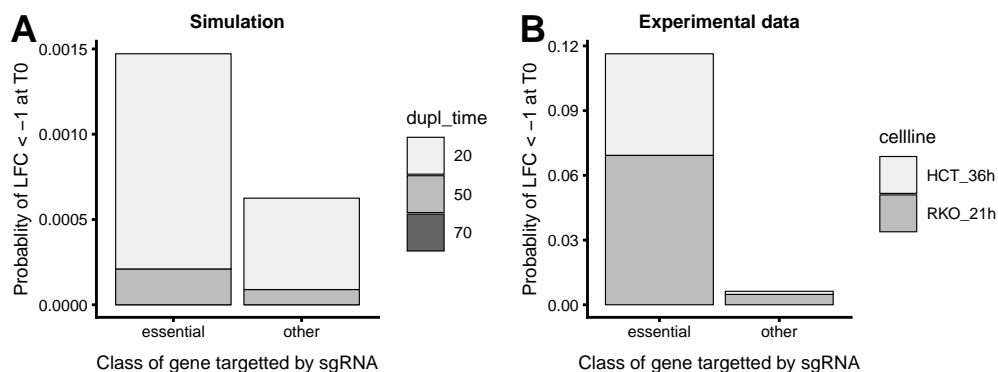 A
Simulation
Probablity of LFC < −1 at T0
0.0015
0.0010
0.0005
0.0000
essential other
Class of gene targetted by sgRNA
dupl_time
20
50
70
B
Experimental data
Probablity of LFC < −1 at T0
0.12
0.09
0.06
0.03
0.00
essential other
Class of gene targetted by sgRNA
cellline
HCT_36h
RKO_21h